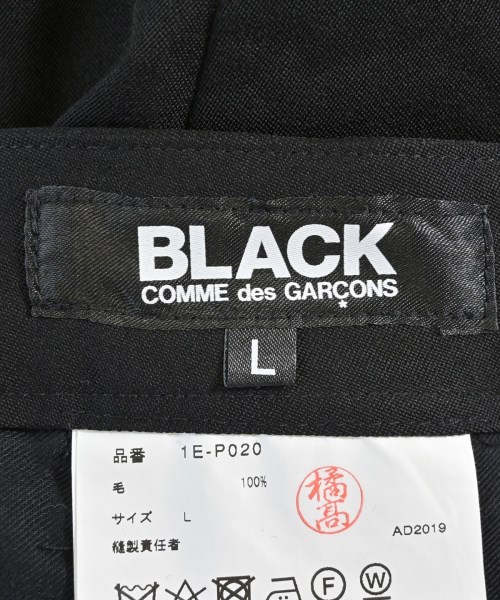 BLACK
COMME des GARÇONS
L
品番 1E-P020
毛 100%
サイズ L
縫製責任者
橘髙
AD2019
F W